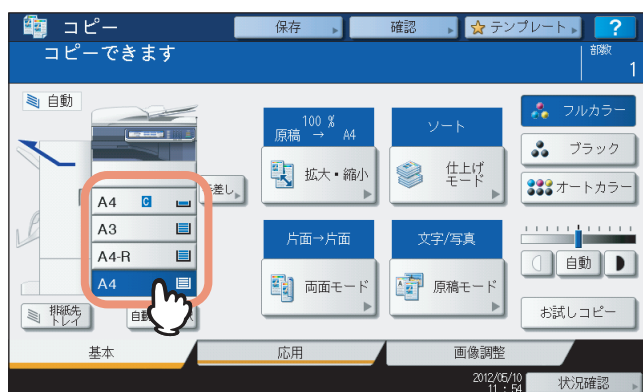 コピー
保存
確認
テンプレート
?
コピーできます
部数
1
自動
100 %
原稿 → A4
ソート
フルカラー
拡大・縮小
仕上げ
モード
ブラック
オートカラー
A4 C
A3
A4-R
A4
片面→片面
文字/写真
自動
両面モード
原稿モード
排紙先
トレイ
お試しコピー
基本
応用
画像調整
2012/05/10
11 : 54
状況確認